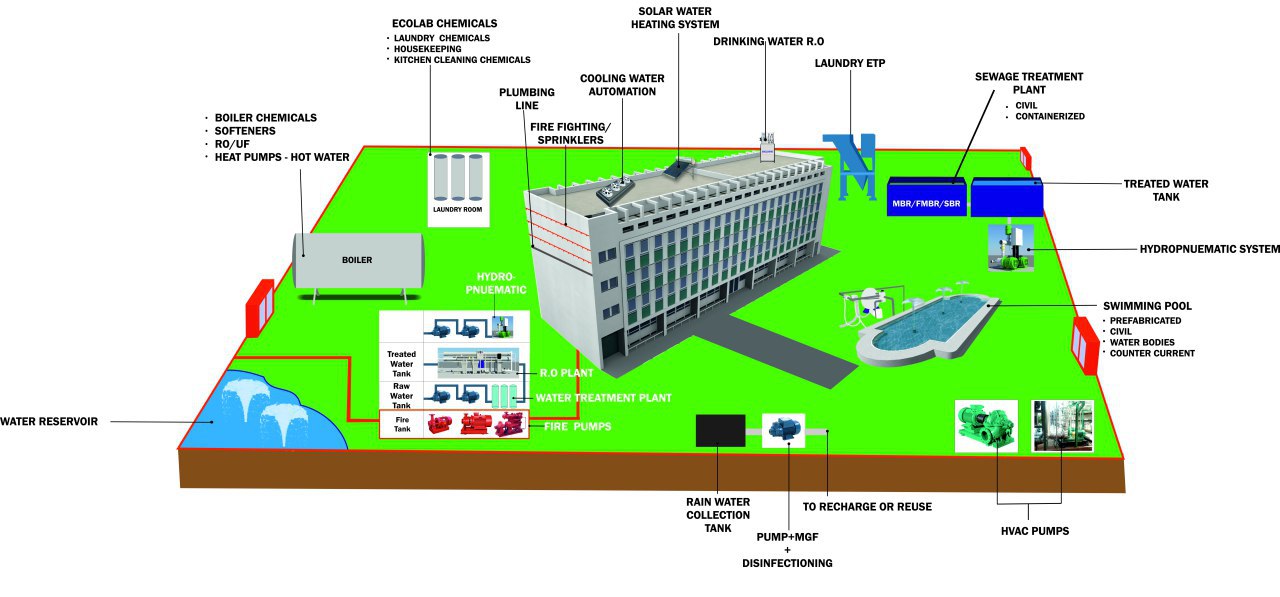 SOLAR WATER
HEATING SYSTEM
ECOLAB CHEMICALS
· LAUNDRY CHEMICALS
· HOUSEKEEPING
· KITCHEN CLEANING CHEMICALS
DRINKING WATER R.O
LAUNDRY ETP
COOLING WATER
AUTOMATION
SEWAGE TREATMENT
PLANT
· CIVIL
· CONTAINERIZED
PLUMBING
LINE
FIRE FIGHTING/
SPRINKLERS
· BOILER CHEMICALS
· SOFTENERS
· RO/UF
· HEAT PUMPS - HOT WATER
LAUNDRY ROOM
MBR/FMBR/SBR
TREATED WATER
TANK
HYDROPNUEMATIC SYSTEM
BOILER
HYDRO-
PNUEMATIC
SWIMMING POOL
· PREFABRICATED
· CIVIL
· WATER BODIES
· COUNTER CURRENT
Treated
Water
Tank
R.O PLANT
Raw
Water
Tank
WATER TREATMENT PLANT
Fire
Tank
FIRE PUMPS
WATER RESERVOIR
RAIN WATER
COLLECTION
TANK
TO RECHARGE OR REUSE
PUMP+MGF
+
DISINFECTIONING
HVAC PUMPS